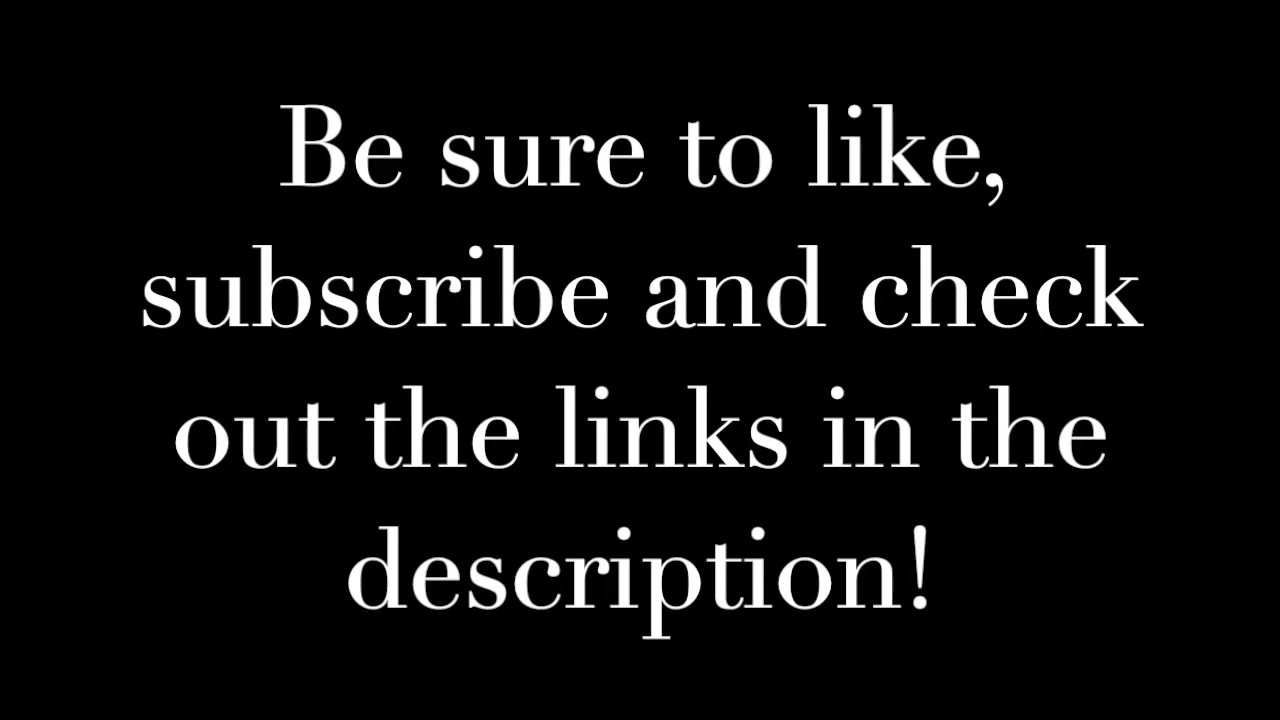 Be sure to like,
subscribe and check
out the links in the
description!